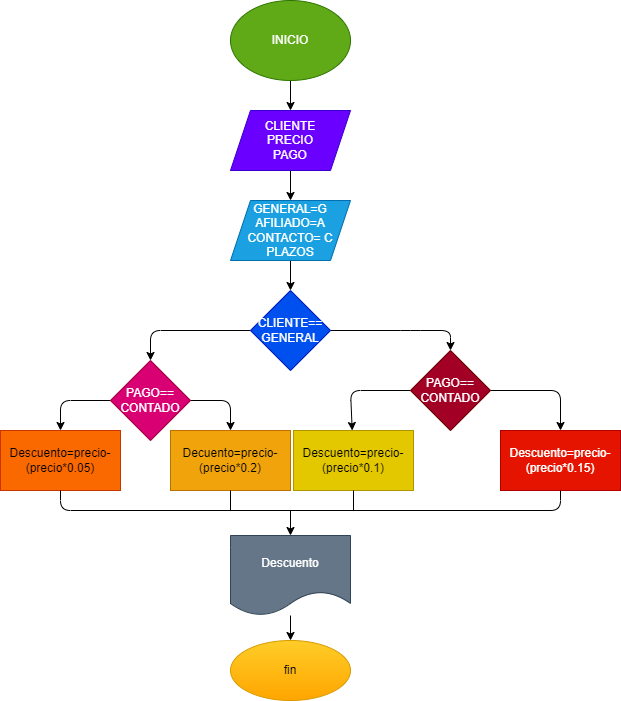 INICIO
CLIENTE
PRECIO
PAGO
GENERAL=G
AFILIADO=A
CONTACTO= C
PLAZOS
CLIENTE==
GENERAL
PAGO==
CONTADO
PAGO==
CONTADO
Descuento=precio-
(precio*0.05)
Decuento=precio-
(precio*0.2)
Descuento=precio-
(precio*0.1)
Descuento=precio-
(precio*0.15)
Descuento
fin